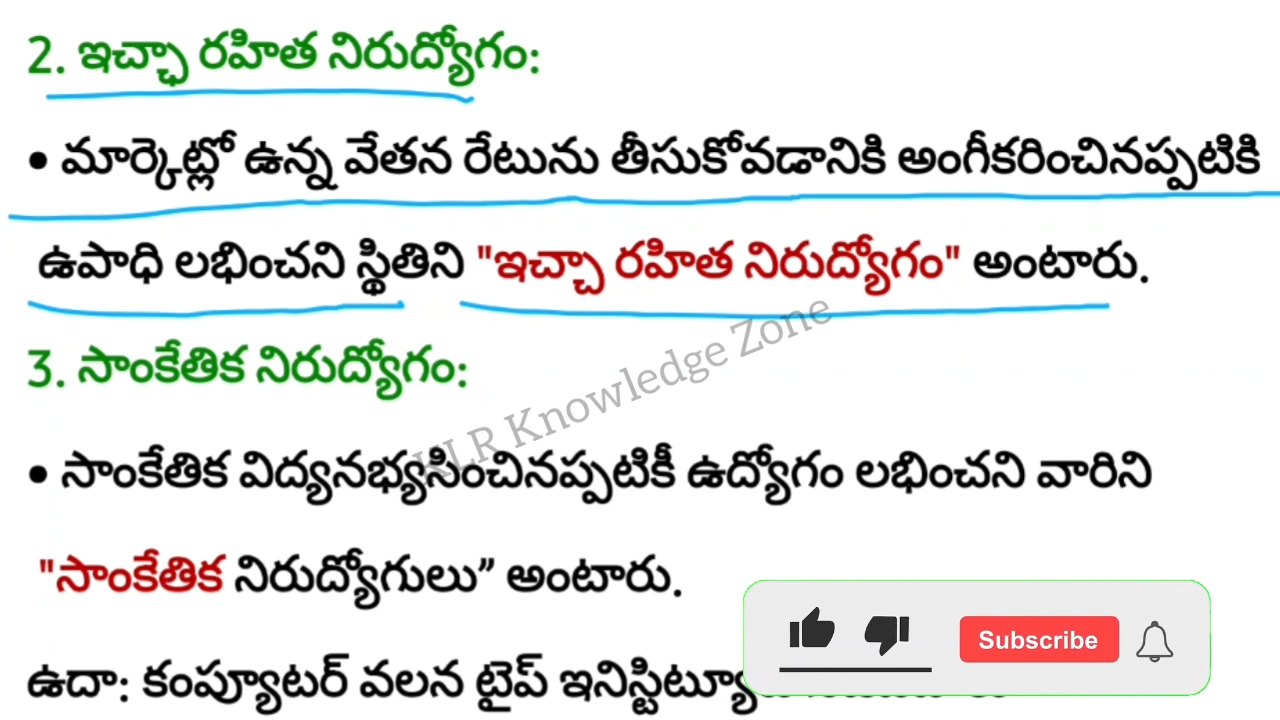 2. ఇచ్ఛా రహిత నిరుద్యోగం:
• మార్కెట్లో ఉన్న వేతన రేటును తీసుకోవడానికి అంగీకరించినప్పటికి
ఉపాధి లభించని స్థితిని "ఇచ్చా రహిత నిరుద్యోగం" అంటారు.
KLR Knowledge Zone
3. సాంకేతిక నిరుద్యోగం:
• సాంకేతిక విద్యనభ్యసించినప్పటికీ ఉద్యోగం లభించని వారిని
"సాంకేతిక నిరుద్యోగులు” అంటారు.
Subscribe
ఉదా: కంప్యూటర్ వలన టైప్